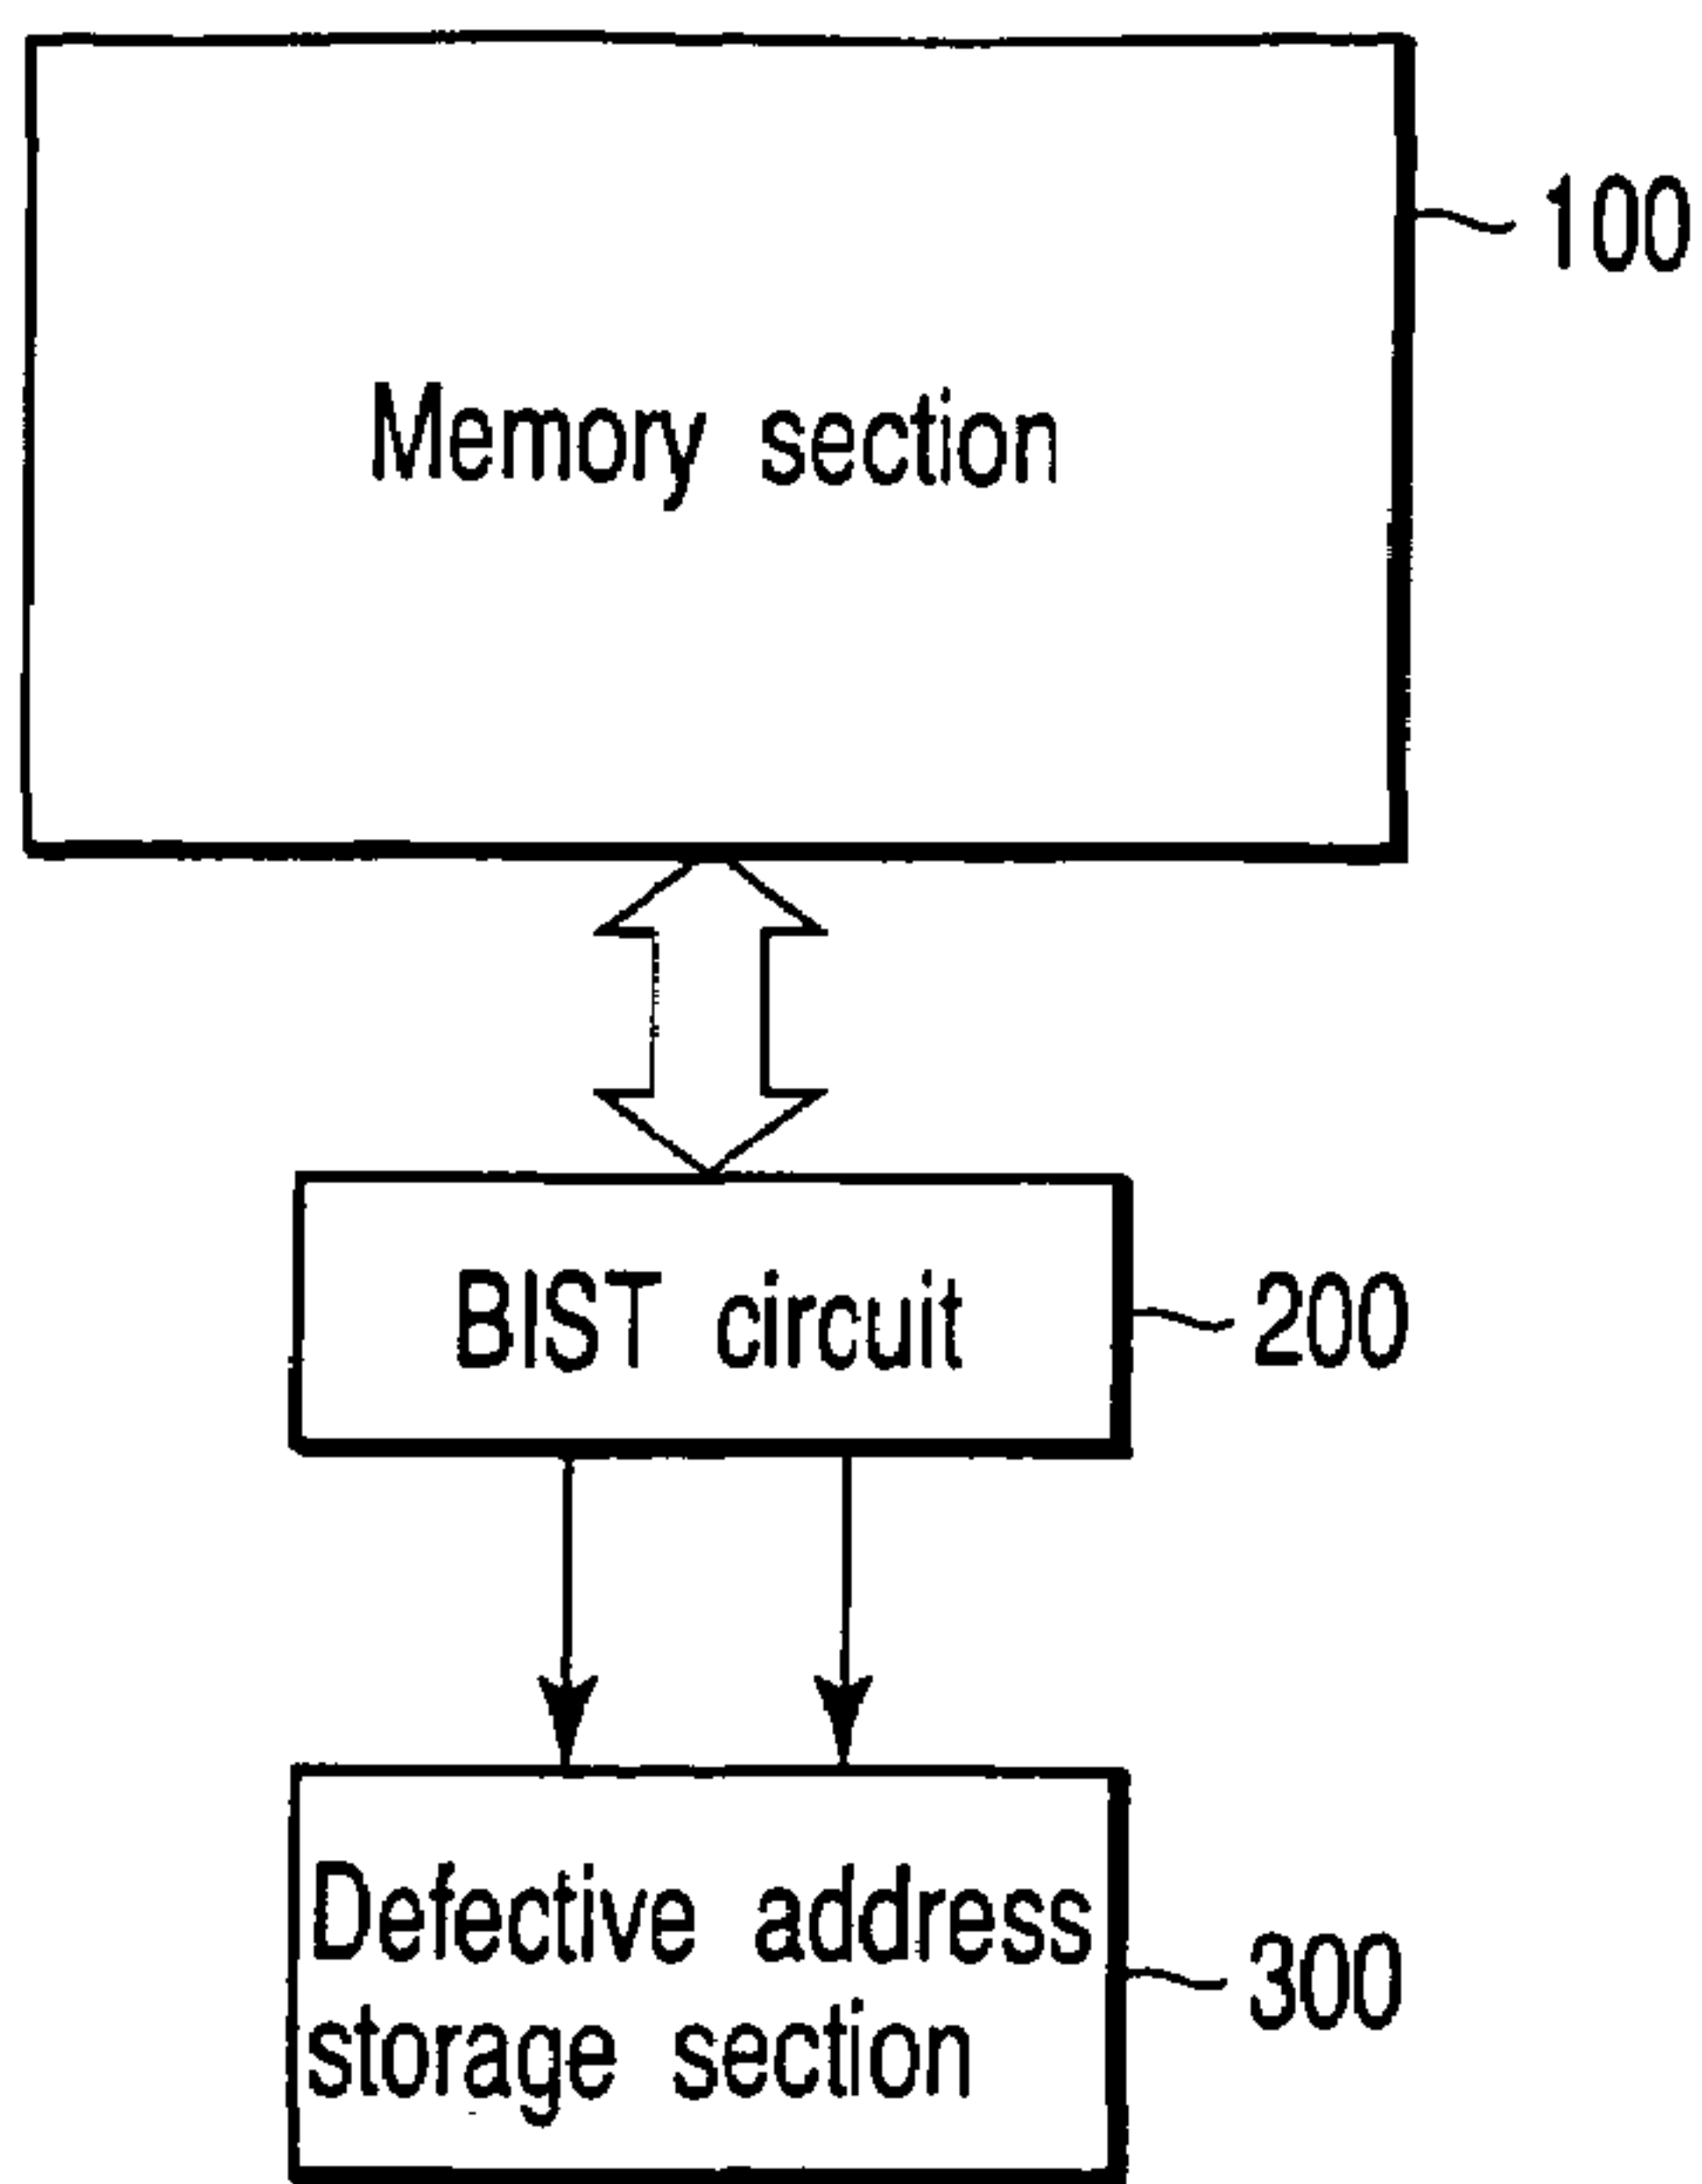 100
Memory section
BIST circuit
200
Defective address
storage section
300